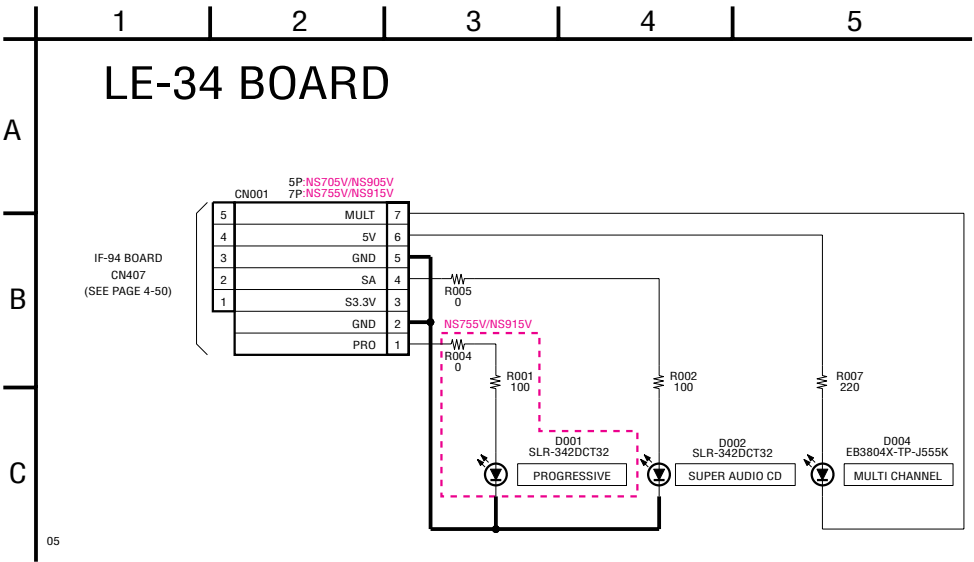 1 2 3 4 5
LE-34 BOARD
A
5P:NS705V/NS905V
CN001 7P:NS755V/NS915V
5 MULT 7
4 5V 6
3 GND 5
2 SA 4
1 S3.3V 3
GND 2
PRO 1
IF-94 BOARD
CN407
(SEE PAGE 4-50)
B
R005
0
NS755V/NS915V
R004
0
R001
100
R002
100
R007
220
C
D001
SLR-342DCT32
PROGRESSIVE
D002
SLR-342DCT32
SUPER AUDIO CD
D004
EB3804X-TP-J555K
MULTI CHANNEL
05